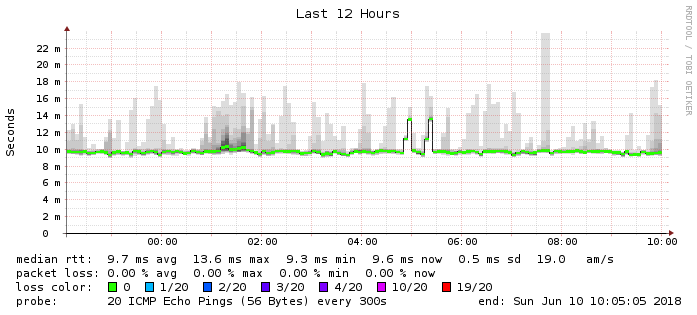 Last 12 Hours
RRDTOOL / TOBI OETIKER
Seconds
22 m
20 m
18 m
16 m
14 m
12 m
10 m
8 m
6 m
4 m
2 m
0
00:00 02:00 04:00 06:00 08:00 10:00
median rtt: 9.7 ms avg 13.6 ms max 9.3 ms min 9.6 ms now 0.5 ms sd 19.0 am/s
packet loss: 0.00 % avg 0.00 % max 0.00 % min 0.00 % now
loss color: 0 1/20 2/20 3/20 4/20 10/20 19/20
probe: 20 ICMP Echo Pings (56 Bytes) every 300s end: Sun Jun 10 10:05:05 2018